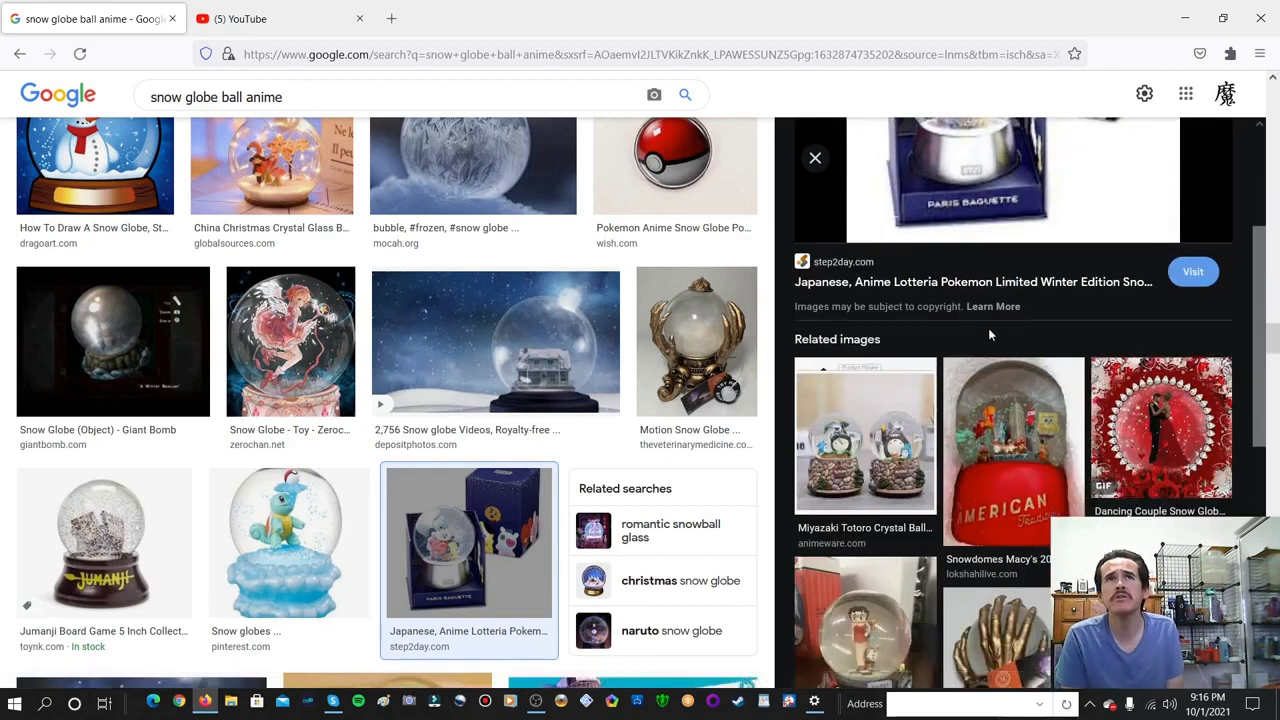 snow globe ball anime - Google
(5) YouTube
https://www.google.com/search?q=snow+globe+ball+anime&sxsrf=AOaemvI2JLTVKikZnkK_LPAWESSUNZ5Gpg:1632874735202&source=lnms&tbm=isch&sa=X
Google
snow globe ball anime
魔
PARIS BAGUETTE
How To Draw A Snow Globe, St...
dragoart.com
China Christmas Crystal Glass B...
globalsources.com
bubble, #frozen, #snow globe ...
mocah.org
Pokemon Anime Snow Globe Po...
wish.com
step2day.com
Japanese, Anime Lotteria Pokemon Limited Winter Edition Sno...
Visit
Images may be subject to copyright. Learn More
Related images
Snow Globe (Object) - Giant Bomb
giantbomb.com
Snow Globe - Toy - Zeroc...
zerochan.net
2,756 Snow globe Videos, Royalty-free ...
depositphotos.com
Motion Snow Globe ...
theveterinarymedicine.co...
AMERICAN
Tradition
GIF
Miyazaki Totoro Crystal Ball...
animeware.com
Snowdomes Macy's 20
lokshahilive.com
Dancing Couple Snow Glob...
JUMANJI
PARIS BAGUETTE
Jumanji Board Game 5 Inch Collect...
toynk.com · In stock
Snow globes ...
pinterest.com
Japanese, Anime Lotteria Pokem...
step2day.com
Related searches
romantic snowball
glass
christmas snow globe
naruto snow globe
Address
9:16 PM
10/1/2021